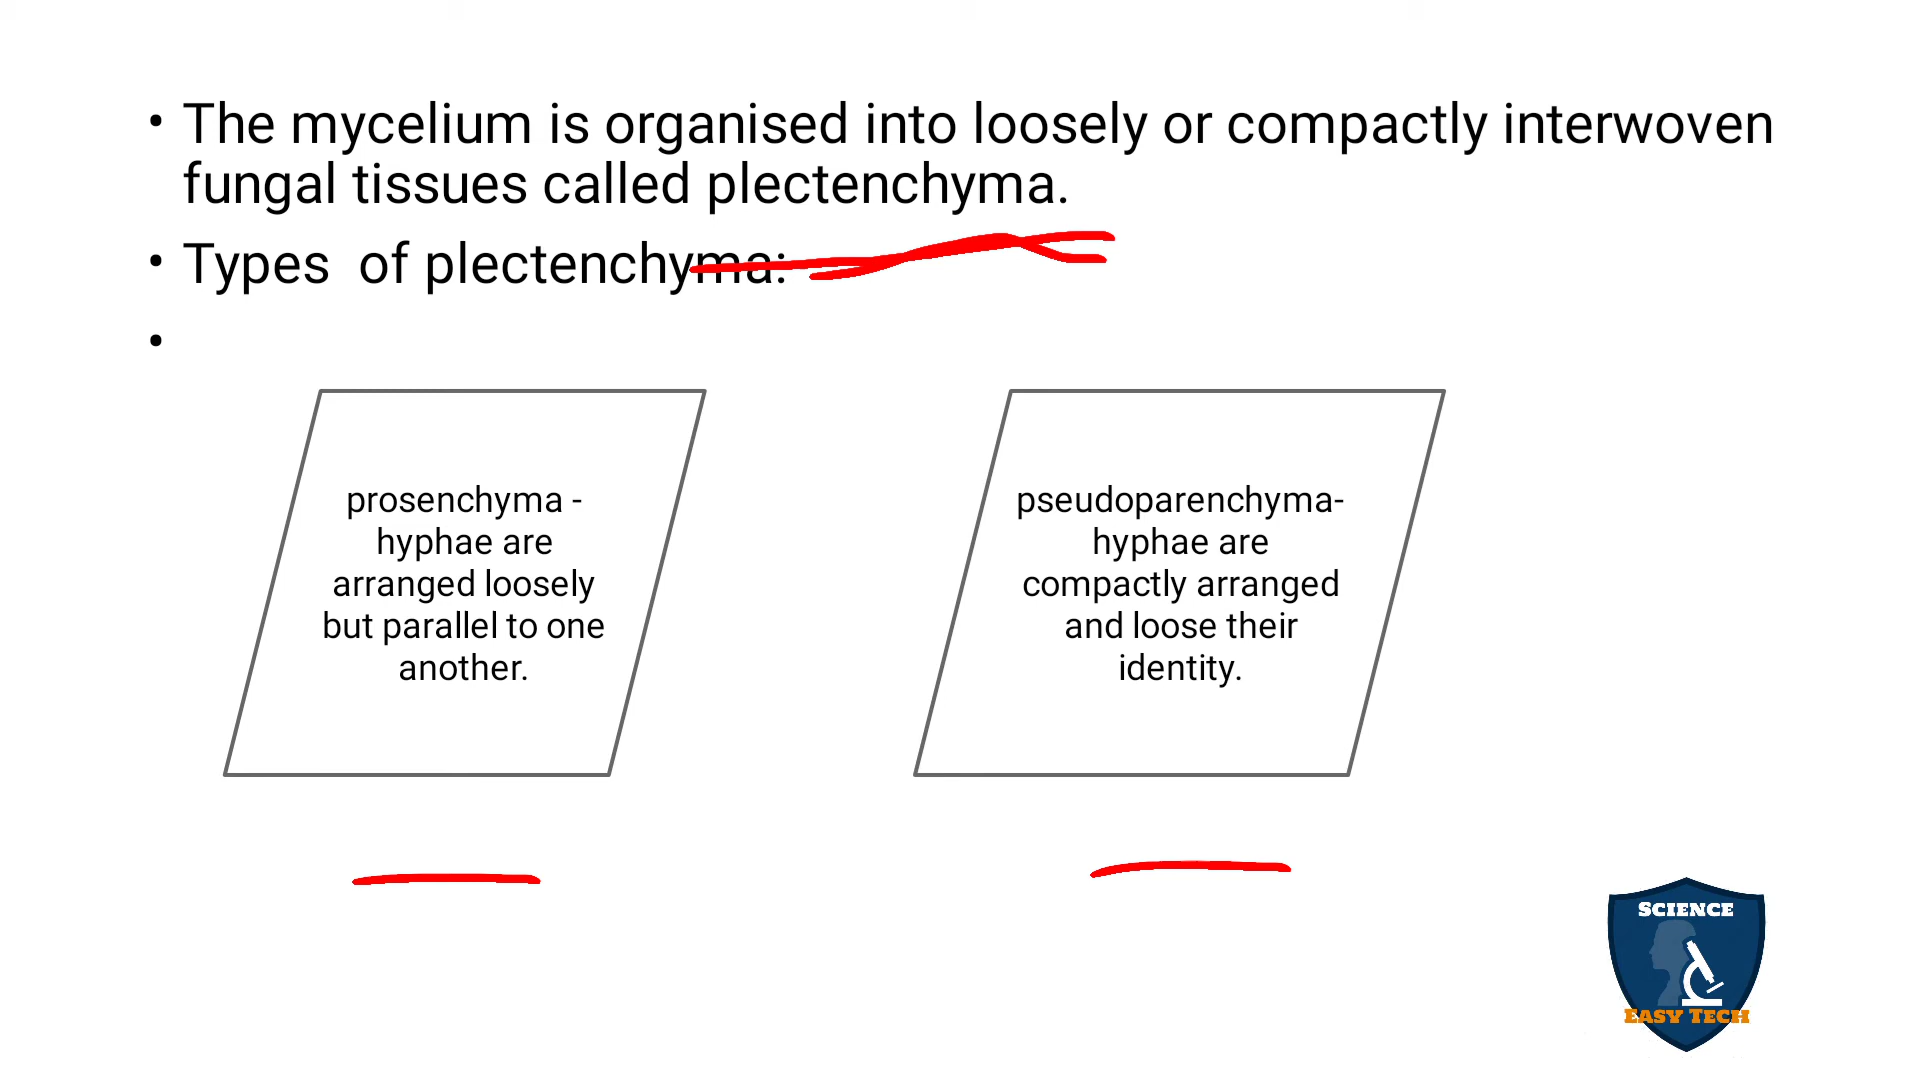 • The mycelium is organised into loosely or compactly interwoven
fungal tissues called plectenchyma.
• Types of plectenchyma:
•
prosenchyma -
hyphae are
arranged loosely
but parallel to one
another.
pseudoparenchyma-
hyphae are
compactly arranged
and loose their
identity.
SCIENCE
EASY TECH